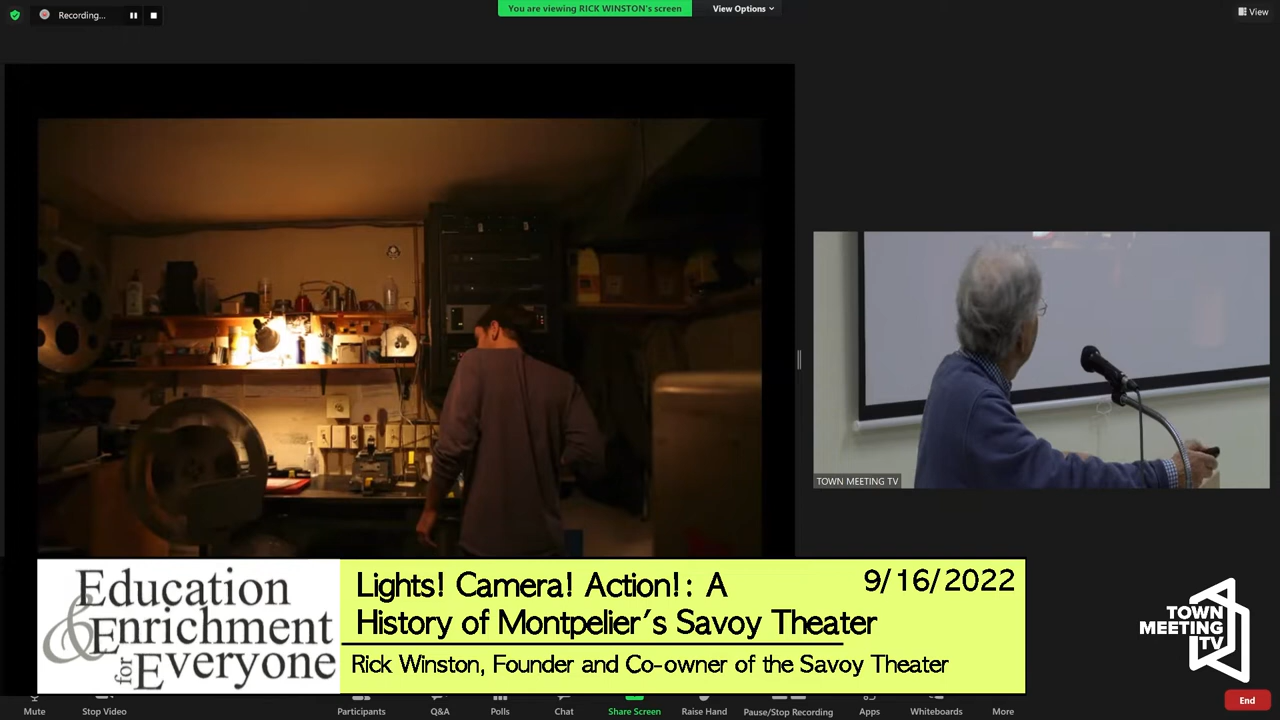 Recording...
You are viewing RICK WINSTON's screen
View Options
View
TOWN MEETING TV
Education
& Enrichment
for Everyone
Lights! Camera! Action!: A
History of Montpelier's Savoy Theater
9/16/2022
Rick Winston, Founder and Co-owner of the Savoy Theater
TOWN
MEETING
TV
Mute
Stop Video
Participants
Q&A
Polls
Chat
Share Screen
Raise Hand
Pause/Stop Recording
Apps
Whiteboards
More
End